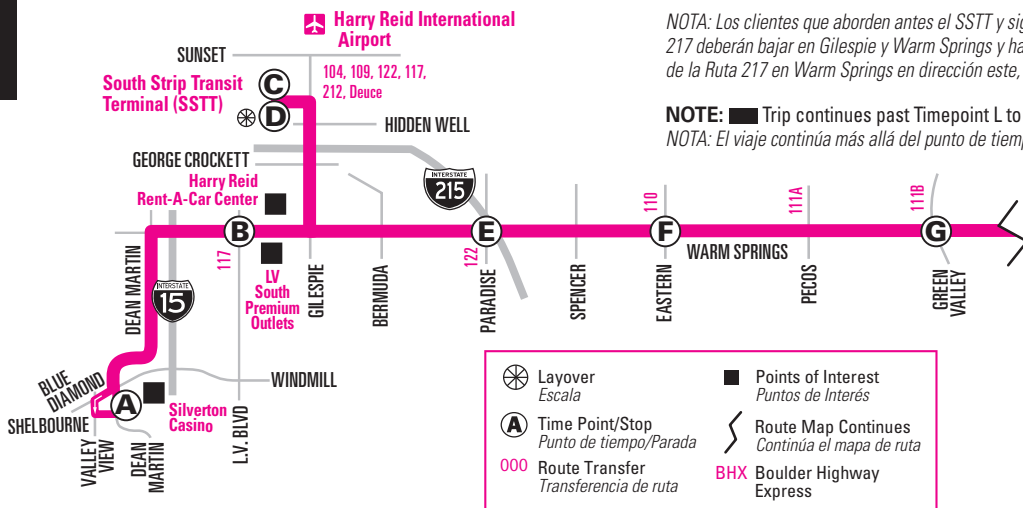 Harry Reid International
Airport
SUNSET
South Strip Transit
Terminal (SSTT)
C
D
104, 109, 122, 117,
212, Deuce
HIDDEN WELL
GEORGE CROCKETT
Harry Reid
Rent-A-Car Center
INTERSTATE
215
NOTA: Los clientes que aborden antes el SSTT y sig
217 deberán bajar en Gilespie y Warm Springs y ha
de la Ruta 217 en Warm Springs en dirección este,
NOTE: Trip continues past Timepoint L to
NOTA: El viaje continúa más allá del punto de tiemp
B
E
F
G
117
122
110
111A
111B
WARM SPRINGS
DEAN MARTIN
INTERSTATE
15
LV
South
Premium
Outlets
GILESPIE
BERMUDA
PARADISE
SPENCER
EASTERN
PECOS
GREEN
VALLEY
BLUE
DIAMOND
WINDMILL
A
SHELBOURNE
Silverton
Casino
VALLEY
VIEW
DEAN
MARTIN
L.V. BLVD
Layover
Escala
A Time Point/Stop
Punto de tiempo/Parada
000 Route Transfer
Transferencia de ruta
Points of Interest
Puntos de Interés
Route Map Continues
Continúa el mapa de ruta
BHX Boulder Highway
Express